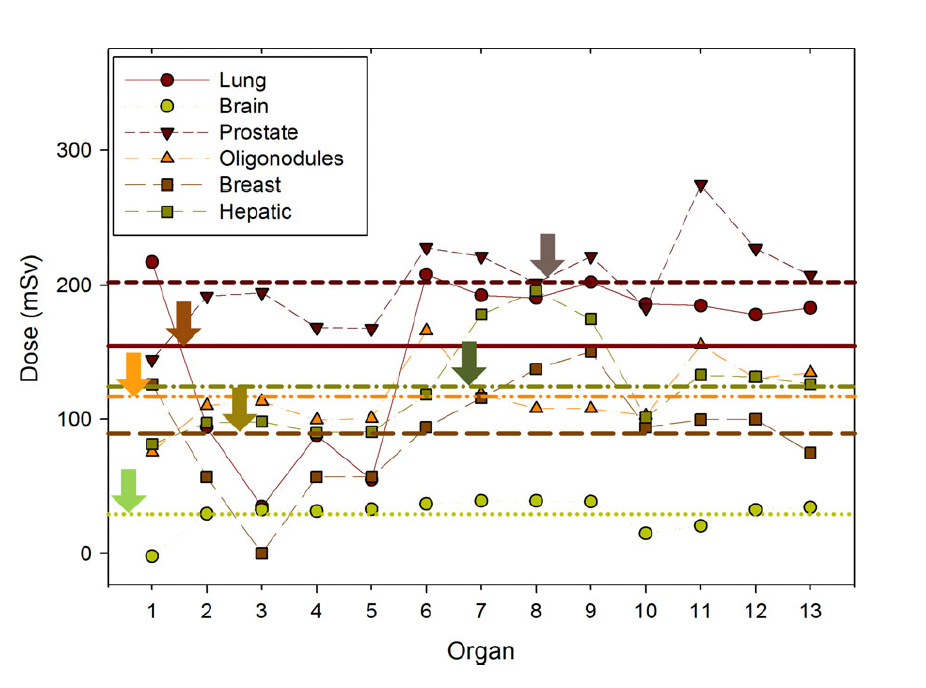 Lung
Brain
Prostate
Oligonodules
Breast
Hepatic
300
200
100
0
Dose (mSv)
1 2 3 4 5 6 7 8 9 10 11 12 13
Organ